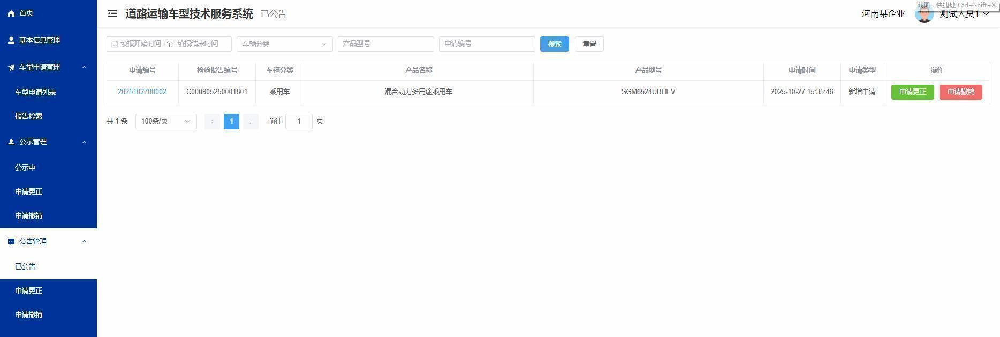 首页
基本信息管理
车型申请管理
车型申请列表
报告检索
公示管理
公示中
申请更正
申请撤销
公告管理
已公告
申请更正
申请撤销
道路运输车型技术服务系统 已公告
河南某企业 测试人员1
截图，快捷键 Ctrl+Shift+X
填报开始时间 至 填报结束时间 车辆分类 产品型号 申请编号 搜索 重置
申请编号 检验报告编号 车辆分类 产品名称 产品型号 申请时间 申请类型 操作
2025102700002 C000905250001801 乘用车 混合动力多用途乘用车 SGM6524UBHEV 2025-10-27 15:35:46 新增申请 申请更正 申请撤销
共 1 条 100条/页 1 前往 1 页